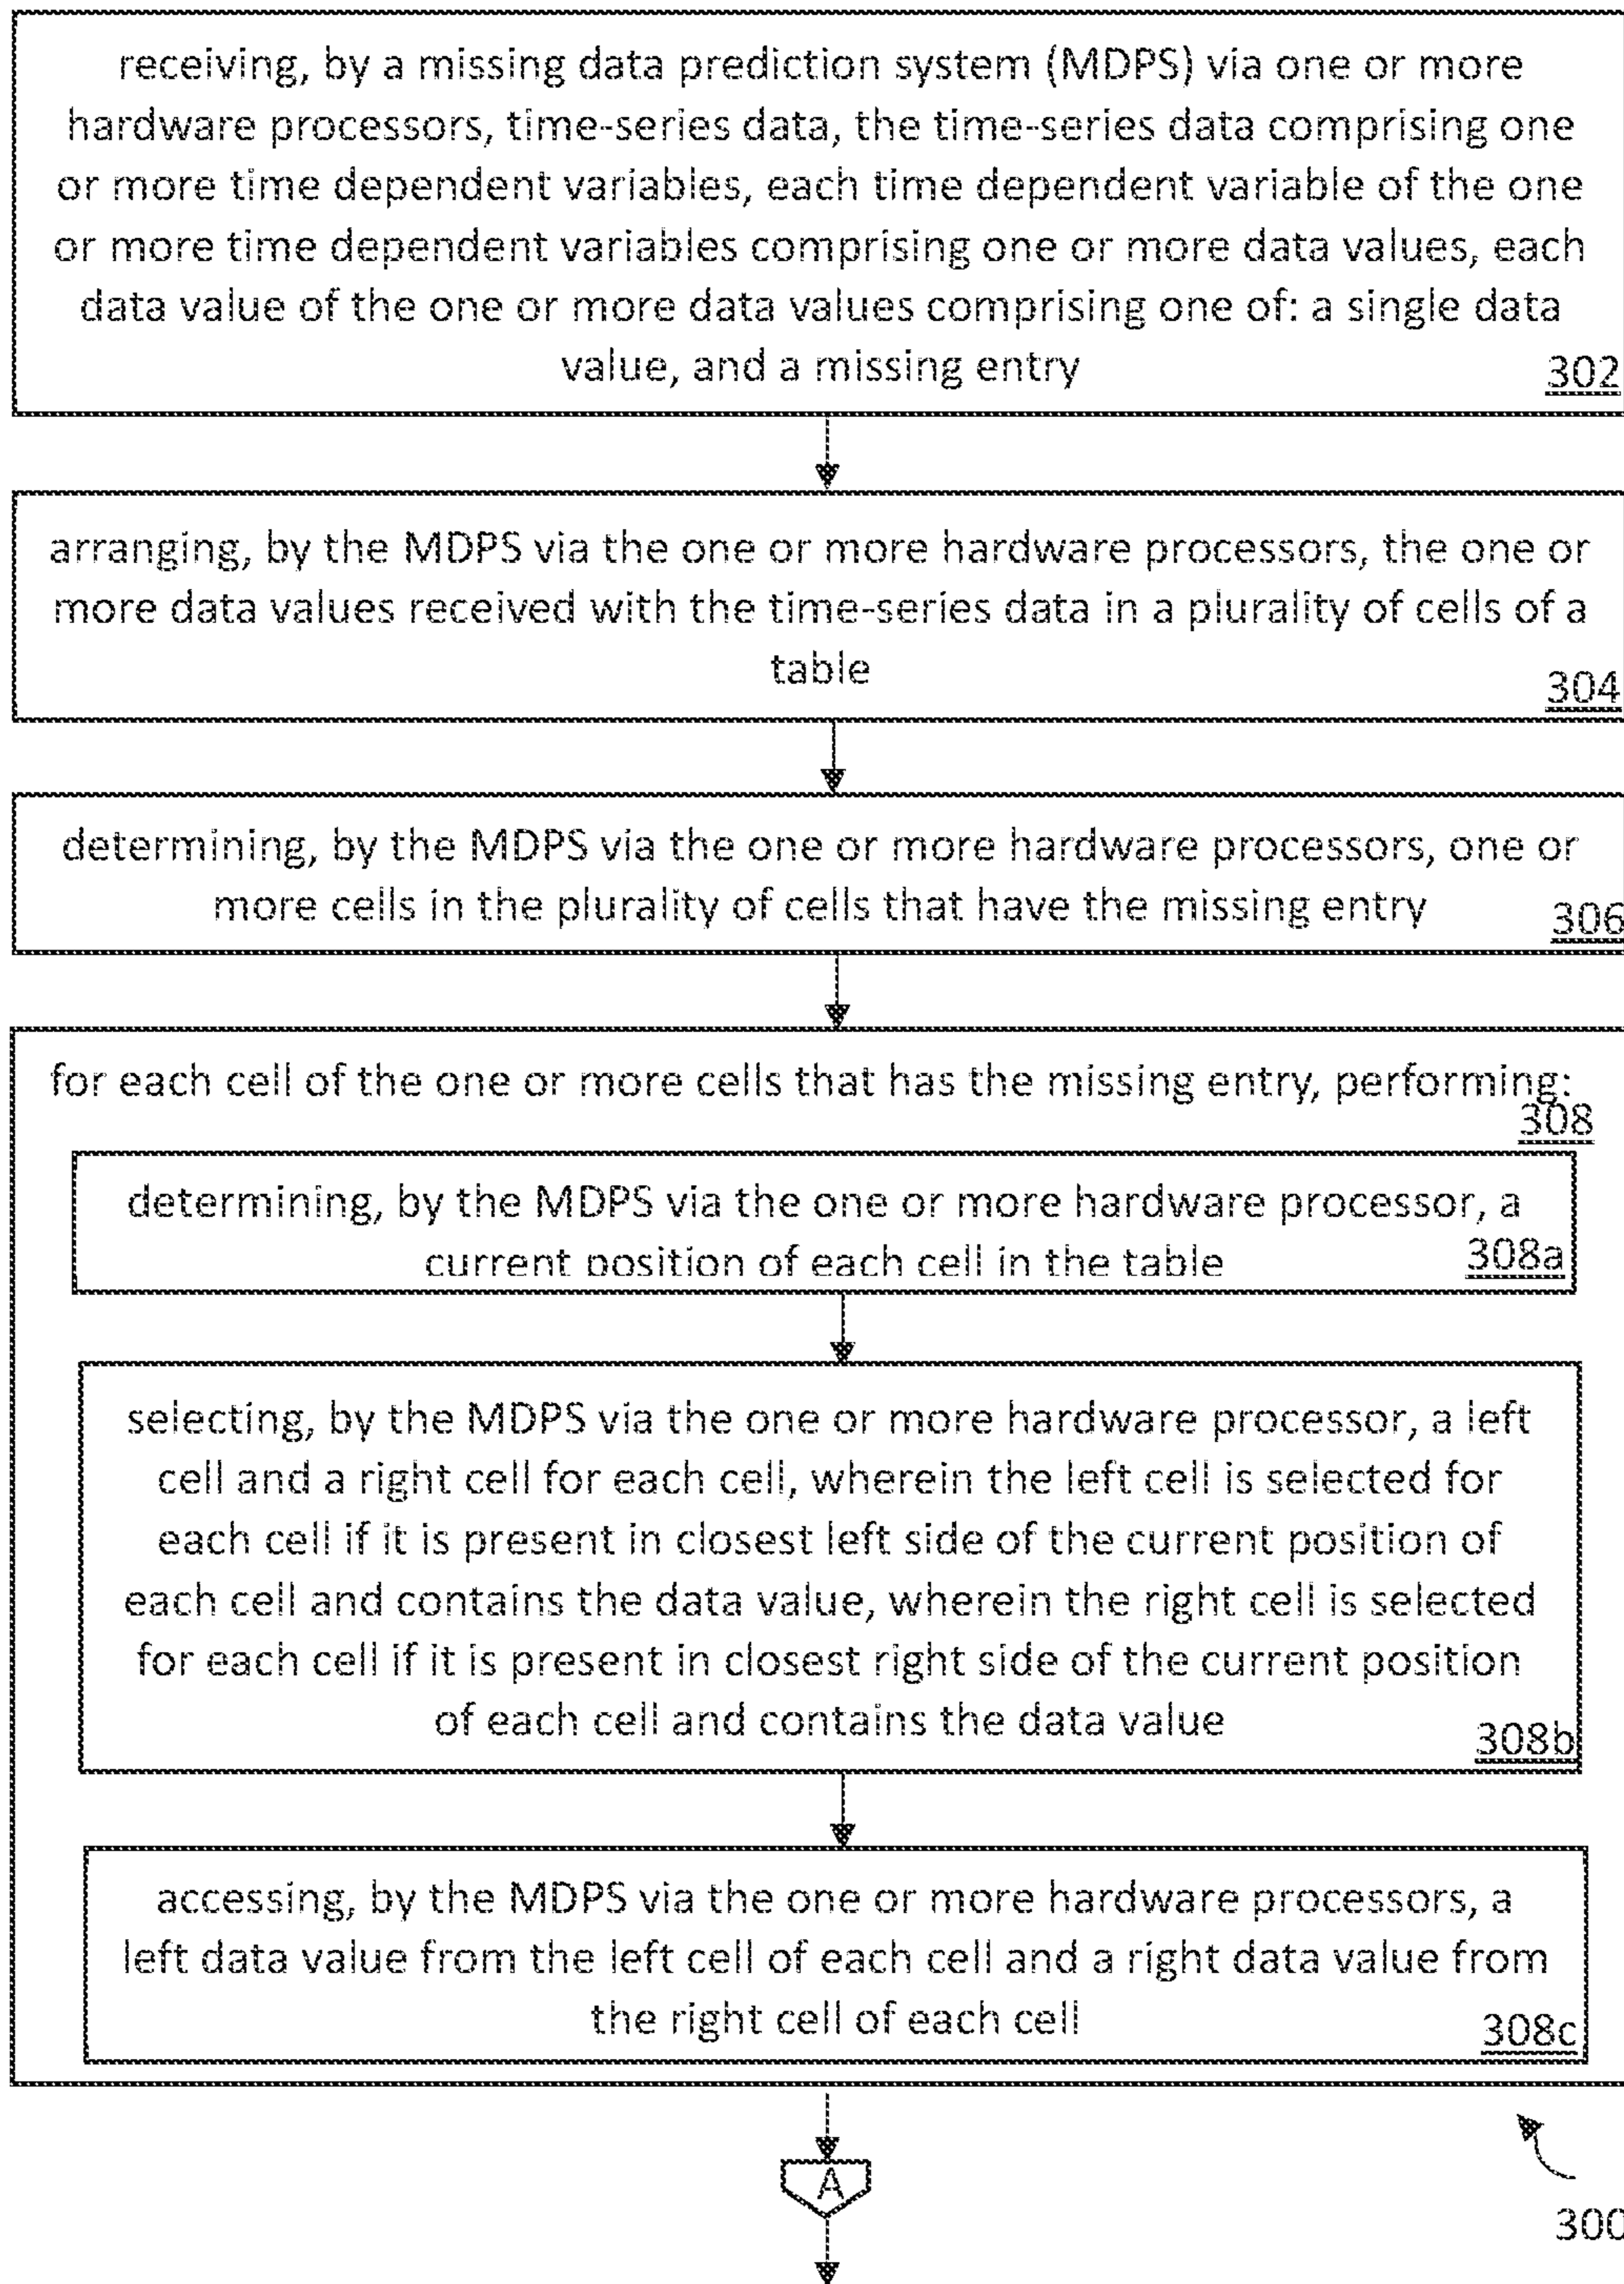 receiving, by a missing data prediction system (MDPS) via one or more
hardware processors, time-series data, the time-series data comprising one
or more time dependent variables, each time dependent variable of the one
or more time dependent variables comprising one or more data values, each
data value of the one or more data values comprising one of: a single data
value, and a missing entry
302
arranging, by the MDPS via the one or more hardware processors, the one or
more data values received with the time-series data in a plurality of cells of a
table
304
determining, by the MDPS via the one or more hardware processors, one or
more cells in the plurality of cells that have the missing entry
306
for each cell of the one or more cells that has the missing entry, performing:
308
determining, by the MDPS via the one or more hardware processor, a
current position of each cell in the table
308a
selecting, by the MDPS via the one or more hardware processor, a left
cell and a right cell for each cell, wherein the left cell is selected for
each cell if it is present in closest left side of the current position of
each cell and contains the data value, wherein the right cell is selected
for each cell if it is present in closest right side of the current position
of each cell and contains the data value
308b
accessing, by the MDPS via the one or more hardware processors, a
left data value from the left cell of each cell and a right data value from
the right cell of each cell
308c
A
300